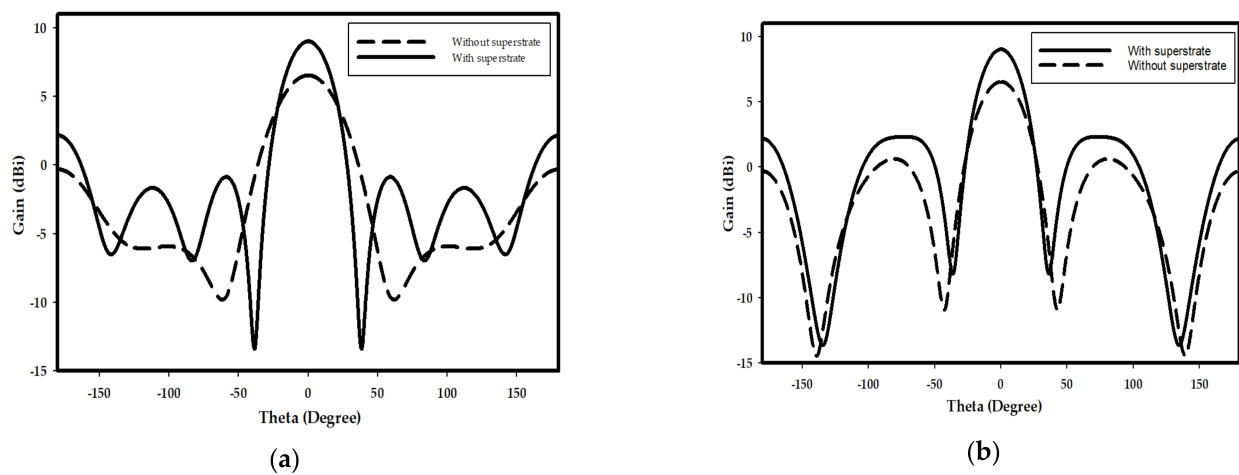 10
5
0
-5
-10
-15
Gain (dBi)
Without superstrate
With superstrate
-150 -100 -50 0 50 100 150
Theta (Degree)
(a)
10
5
0
-5
-10
-15
Gain (dBi)
With superstrate
Without superstrate
-150 -100 -50 0 50 100 150
Theta (Degree)
(b)